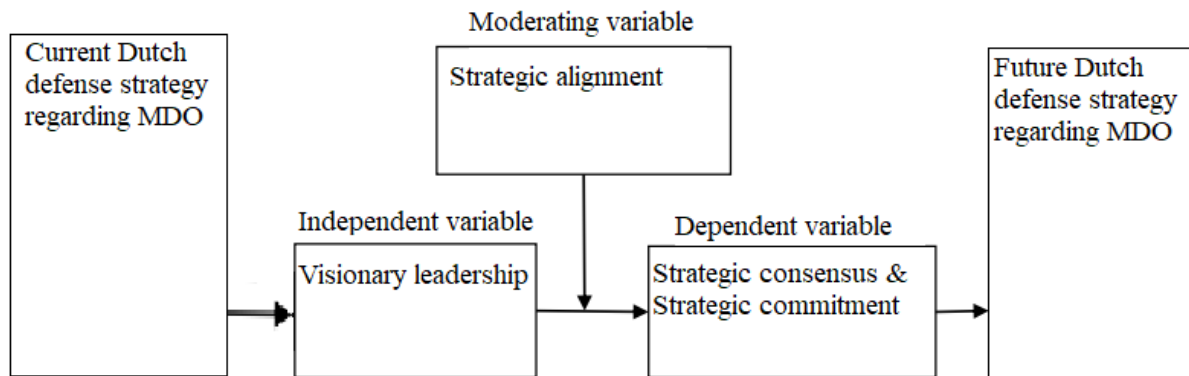 Current Dutch
defense strategy
regarding MDO
Moderating variable
Strategic alignment
Independent variable
Visionary leadership
Dependent variable
Strategic consensus &
Strategic commitment
Future Dutch
defense strategy
regarding MDO